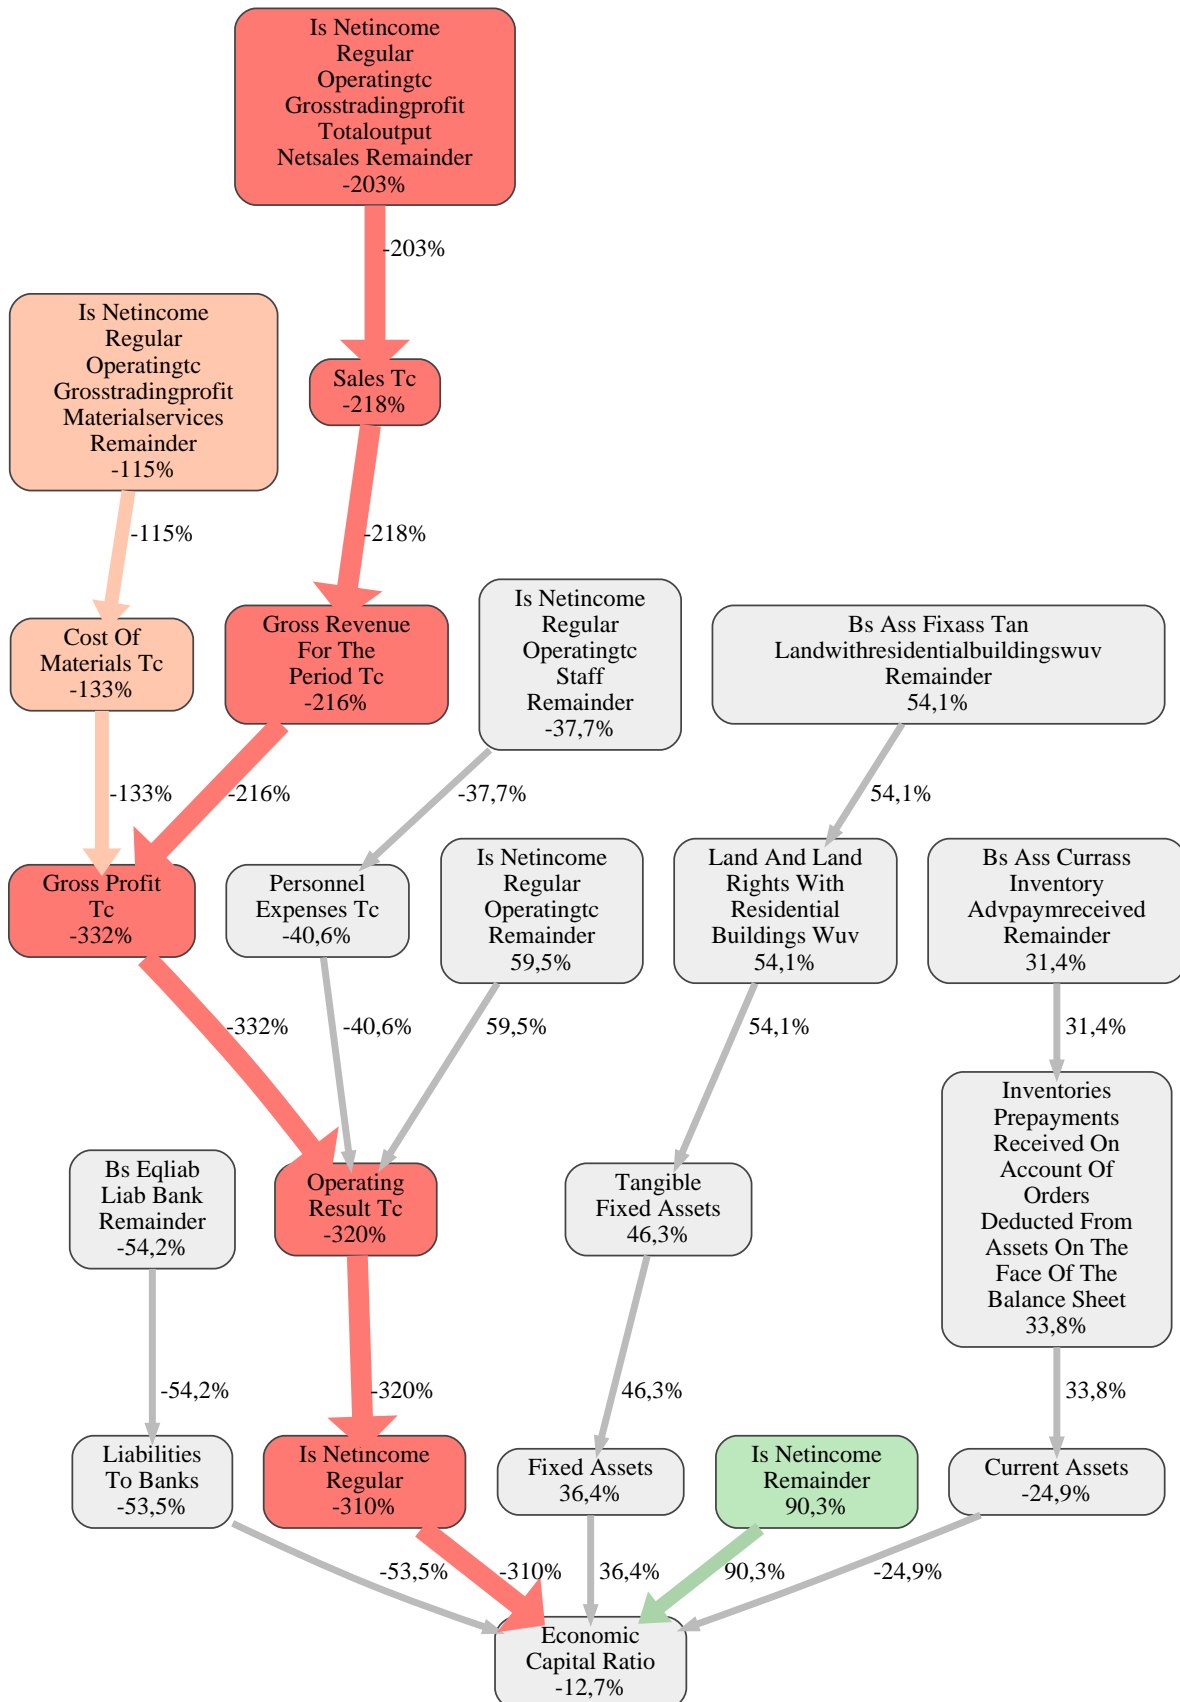 Is Netincome
Regular
Operatingtc
Grosstradingprofit
Totaloutput
Netsales Remainder
-203%
-203%
Is Netincome
Regular
Operatingtc
Grosstradingprofit
Materialservices
Remainder
-115%
Sales Tc
-218%
-115%
-218%
Cost Of
Materials Tc
-133%
Gross Revenue
For The
Period Tc
-216%
Is Netincome
Regular
Operatingtc
Staff
Remainder
-37,7%
Bs Ass Fixass Tan
Landwithresidentialbuildingswuv
Remainder
54,1%
-133%
-216%
-37,7%
54,1%
Gross Profit
Tc
-332%
Personnel
Expenses Tc
-40,6%
Is Netincome
Regular
Operatingtc
Remainder
59,5%
Land And Land
Rights With
Residential
Buildings Wuv
54,1%
Bs Ass Currass
Inventory
Advpaymreceived
Remainder
31,4%
-332%
-40,6%
59,5%
54,1%
31,4%
Bs Eqliab
Liab Bank
Remainder
-54,2%
Operating
Result Tc
-320%
Tangible
Fixed Assets
46,3%
Inventories
Prepayments
Received On
Account Of
Orders
Deducted From
Assets On The
Face Of The
Balance Sheet
33,8%
-54,2%
-320%
46,3%
33,8%
Liabilities
To Banks
-53,5%
Is Netincome
Regular
-310%
Fixed Assets
36,4%
Is Netincome
Remainder
90,3%
Current Assets
-24,9%
-53,5%
-310%
36,4%
90,3%
-24,9%
Economic
Capital Ratio
-12,7%